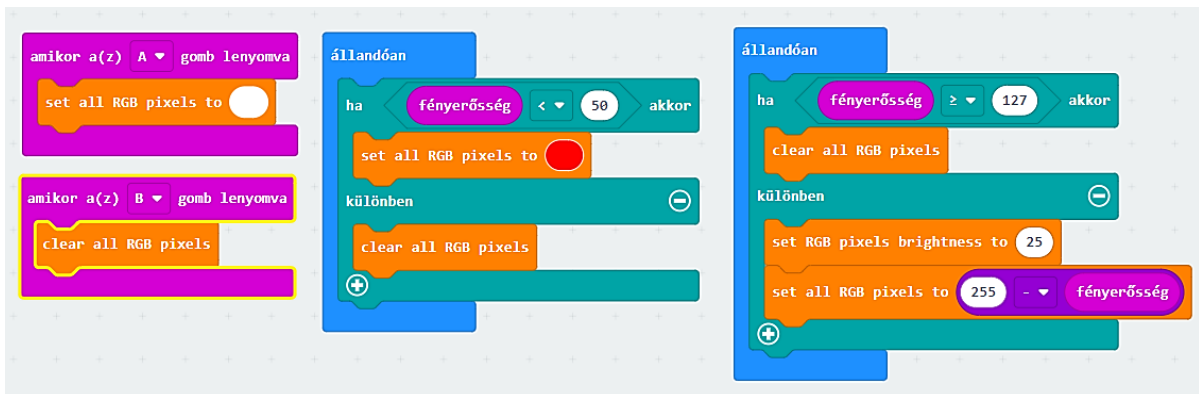 amikor a(z) A gomb lenyomva
set all RGB pixels to
amikor a(z) B gomb lenyomva
clear all RGB pixels
állandóan
ha fényerősség < 50 akkor
set all RGB pixels to
különben
clear all RGB pixels
állandóan
ha fényerősség ≥ 127 akkor
clear all RGB pixels
különben
set RGB pixels brightness to 25
set all RGB pixels to 255 - fényerősség